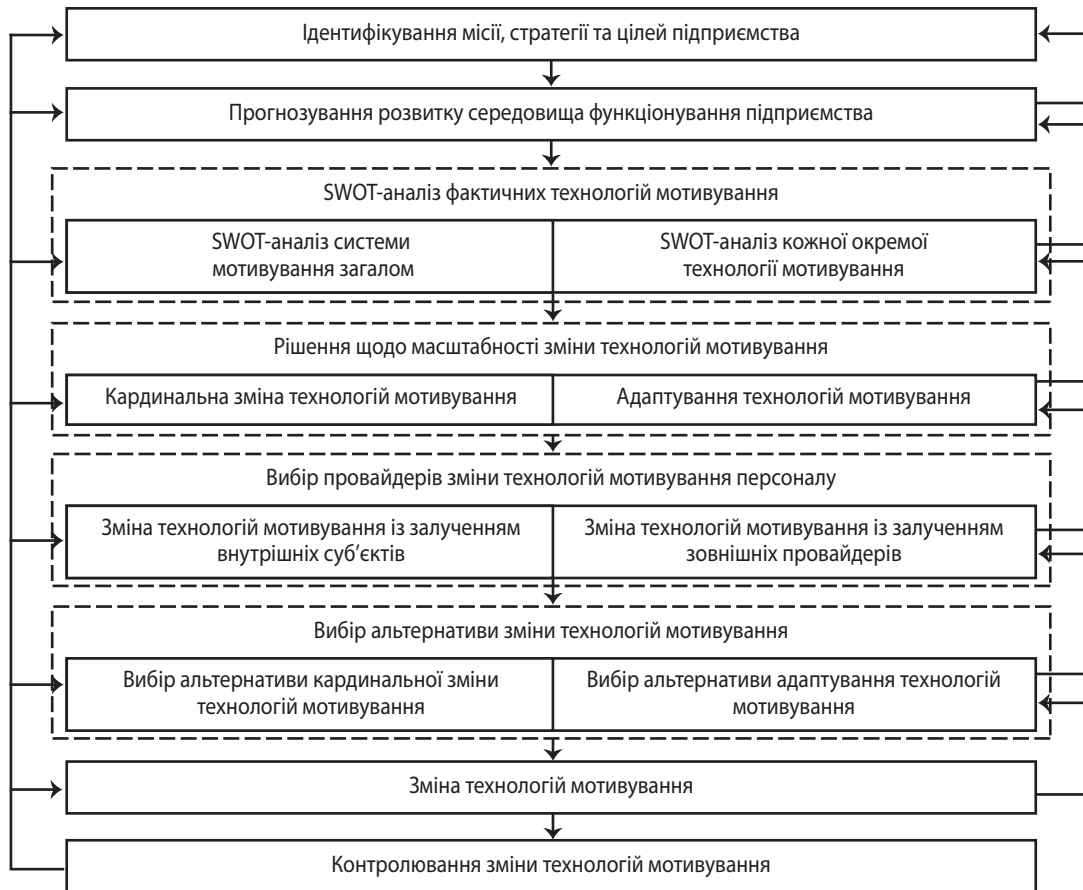 Ідентифікування місії, стратегії та цілей підприємства
Прогнозування розвитку середовища функціонування підприємства
SWOT-аналіз фактичних технологій мотивування
SWOT-аналіз системи
мотивування загалом
SWOT-аналіз кожної окремої
технології мотивування
Рішення щодо масштабності зміни технологій мотивування
Кардинальна зміна технологій мотивування
Адаптування технологій мотивування
Вибір провайдерів зміни технологій мотивування персоналу
Зміна технологій мотивування із залученням
внутрішніх суб’єктів
Зміна технологій мотивування із залученням
зовнішніх провайдерів
Вибір альтернативи зміни технологій мотивування
Вибір альтернативи кардинальної зміни
технологій мотивування
Вибір альтернативи адаптування технологій
мотивування
Зміна технологій мотивування
Контролювання зміни технологій мотивування